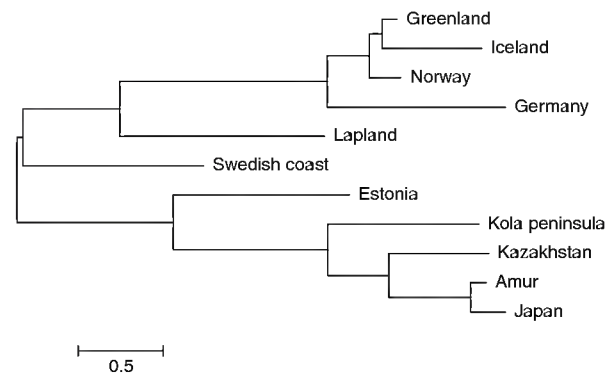 Greenland
Iceland
Norway
Germany
Lapland
Swedish coast
Estonia
Kola peninsula
Kazakhstan
Amur
Japan
0.5